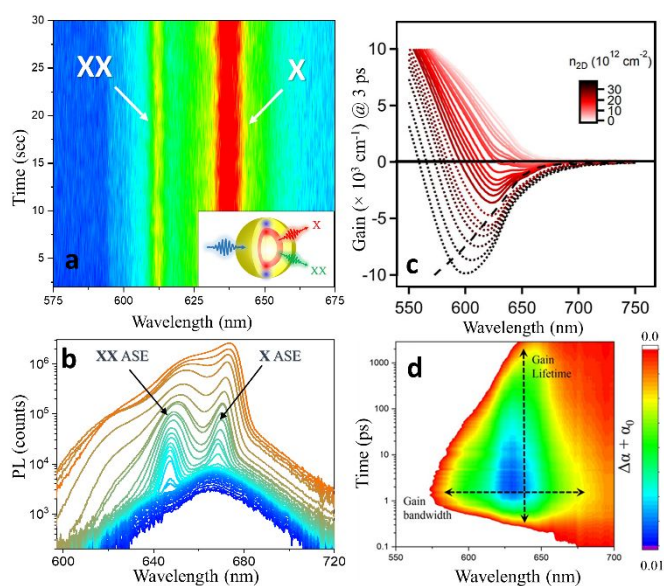 30
25
20
15
10
5
Time (sec)
XX
X
a
X
XX
575 600 625 650 675
Wavelength (nm)
10
5
0
-5
-10
Gain (× 10³ cm⁻¹) @ 3 ps
n2D (10¹² cm⁻²)
30
20
10
0
c
550 600 650 700 750
Wavelength (nm)
b
XX ASE
X ASE
10⁶
10⁵
10⁴
10³
PL (counts)
600 640 680 720
Wavelength (nm)
d
Gain
Lifetime
Gain
bandwidth
1000
100
10
1
0.1
Time (ps)
550 600 650 700
Wavelength (nm)
0.0
Δα + α₀
0.01